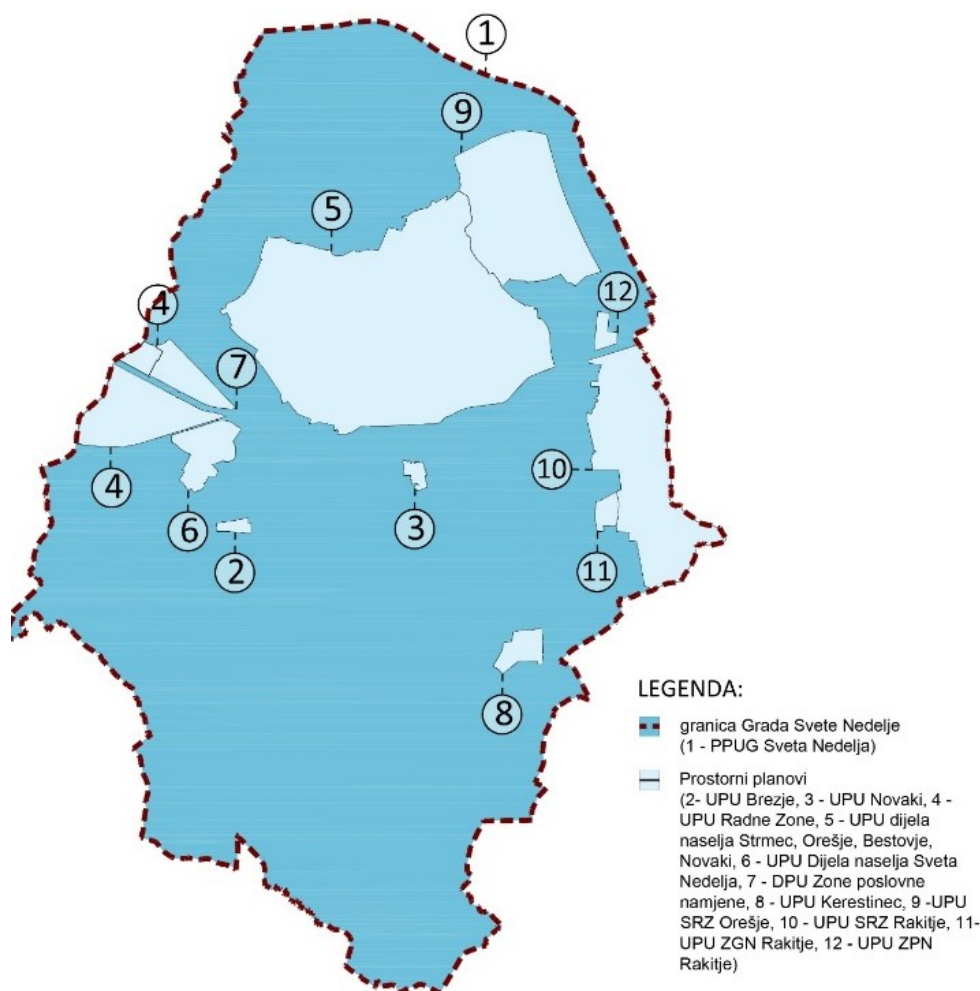 1
9
5
12
4
7
10
4
3
6
2
11
8
LEGENDA:
granica Grada Svete Nedelje
(1 - PPUG Sveta Nedelja)
Prostorni planovi
(2- UPU Brezje, 3 - UPU Novaki, 4 -
UPU Radne Zone, 5 - UPU dijela
naselja Strmec, Orešje, Bestovje,
Novaki, 6 - UPU Dijela naselja Sveta
Nedelja, 7 - DPU Zone poslovne
namjene, 8 - UPU Kerestinec, 9 -UPU
SRZ Orešje, 10 - UPU SRZ Rakitje, 11-
UPU ZGN Rakitje, 12 - UPU ZPN
Rakitje)